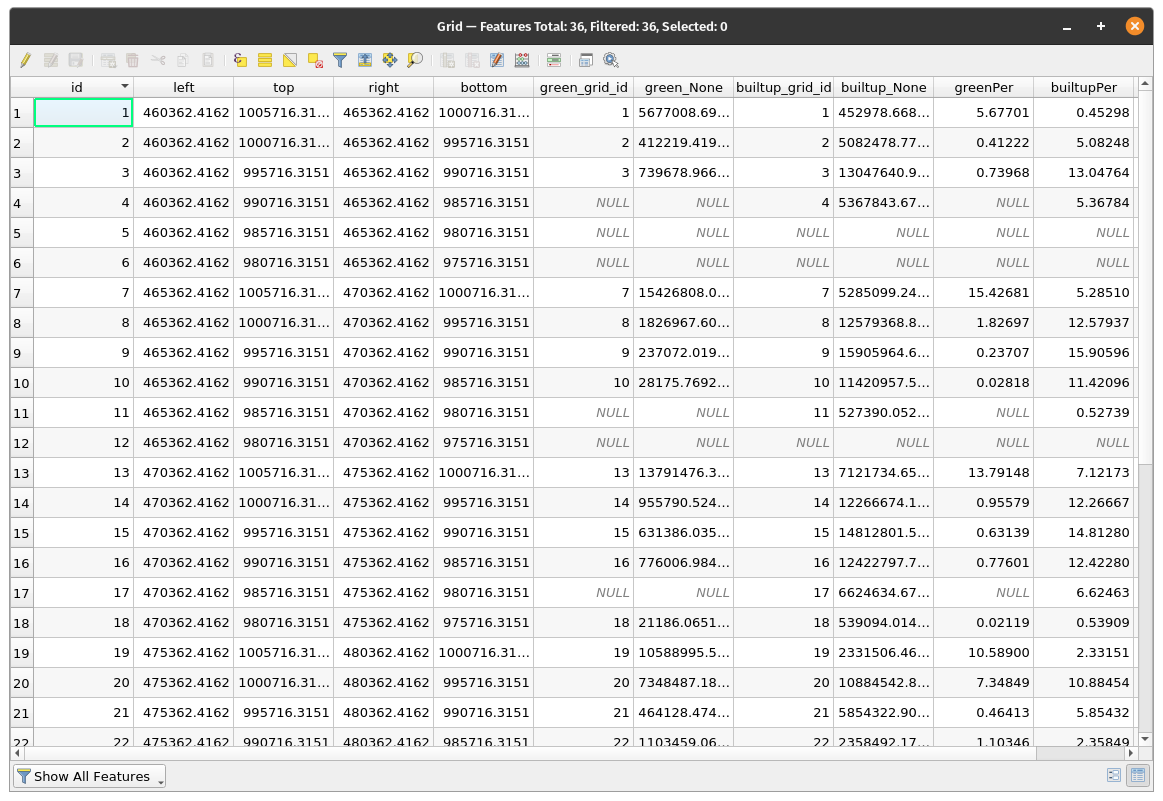 Grid — Features Total: 36, Filtered: 36, Selected: 0
id left top right bottom green_grid_id green_None builtup_grid_id builtup_None greenPer builtupPer
1 1 460362.4162 1005716.31... 465362.4162 1000716.31... 1 5677008.69... 1 452978.668... 5.67701 0.45298
2 2 460362.4162 1000716.31... 465362.4162 995716.3151 2 412219.419... 2 5082478.77... 0.41222 5.08248
3 3 460362.4162 995716.3151 465362.4162 990716.3151 3 739678.966... 3 13047640.9... 0.73968 13.04764
4 4 460362.4162 990716.3151 465362.4162 985716.3151 NULL NULL 4 5367843.67... NULL 5.36784
5 5 460362.4162 985716.3151 465362.4162 980716.3151 NULL NULL NULL NULL NULL NULL
6 6 460362.4162 980716.3151 465362.4162 975716.3151 NULL NULL NULL NULL NULL NULL
7 7 465362.4162 1005716.31... 470362.4162 1000716.31... 7 15426808.0... 7 5285099.24... 15.42681 5.28510
8 8 465362.4162 1000716.31... 470362.4162 995716.3151 8 1826967.60... 8 12579368.8... 1.82697 12.57937
9 9 465362.4162 995716.3151 470362.4162 990716.3151 9 237072.019... 9 15905964.6... 0.23707 15.90596
10 10 465362.4162 990716.3151 470362.4162 985716.3151 10 28175.7692... 10 11420957.5... 0.02818 11.42096
11 11 465362.4162 985716.3151 470362.4162 980716.3151 NULL NULL 11 527390.052... NULL 0.52739
12 12 465362.4162 980716.3151 470362.4162 975716.3151 NULL NULL NULL NULL NULL NULL
13 13 470362.4162 1005716.31... 475362.4162 1000716.31... 13 13791476.3... 13 7121734.65... 13.79148 7.12173
14 14 470362.4162 1000716.31... 475362.4162 995716.3151 14 955790.524... 14 12266674.1... 0.95579 12.26667
15 15 470362.4162 995716.3151 475362.4162 990716.3151 15 631386.035... 15 14812801.5... 0.63139 14.81280
16 16 470362.4162 990716.3151 475362.4162 985716.3151 16 776006.984... 16 12422797.7... 0.77601 12.42280
17 17 470362.4162 985716.3151 475362.4162 980716.3151 NULL NULL 17 6624634.67... NULL 6.62463
18 18 470362.4162 980716.3151 475362.4162 975716.3151 18 21186.0651... 18 539094.014... 0.02119 0.53909
19 19 475362.4162 1005716.31... 480362.4162 1000716.31... 19 10588995.5... 19 2331506.46... 10.58900 2.33151
20 20 475362.4162 1000716.31... 480362.4162 995716.3151 20 7348487.18... 20 10884542.8... 7.34849 10.88454
21 21 475362.4162 995716.3151 480362.4162 990716.3151 21 464128.474... 21 5854322.90... 0.46413 5.85432
22 22 475362.4162 990716.3151 480362.4162 985716.3151 22 1103459.06... 22 2358492.17... 1.10346 2.35849
Show All Features